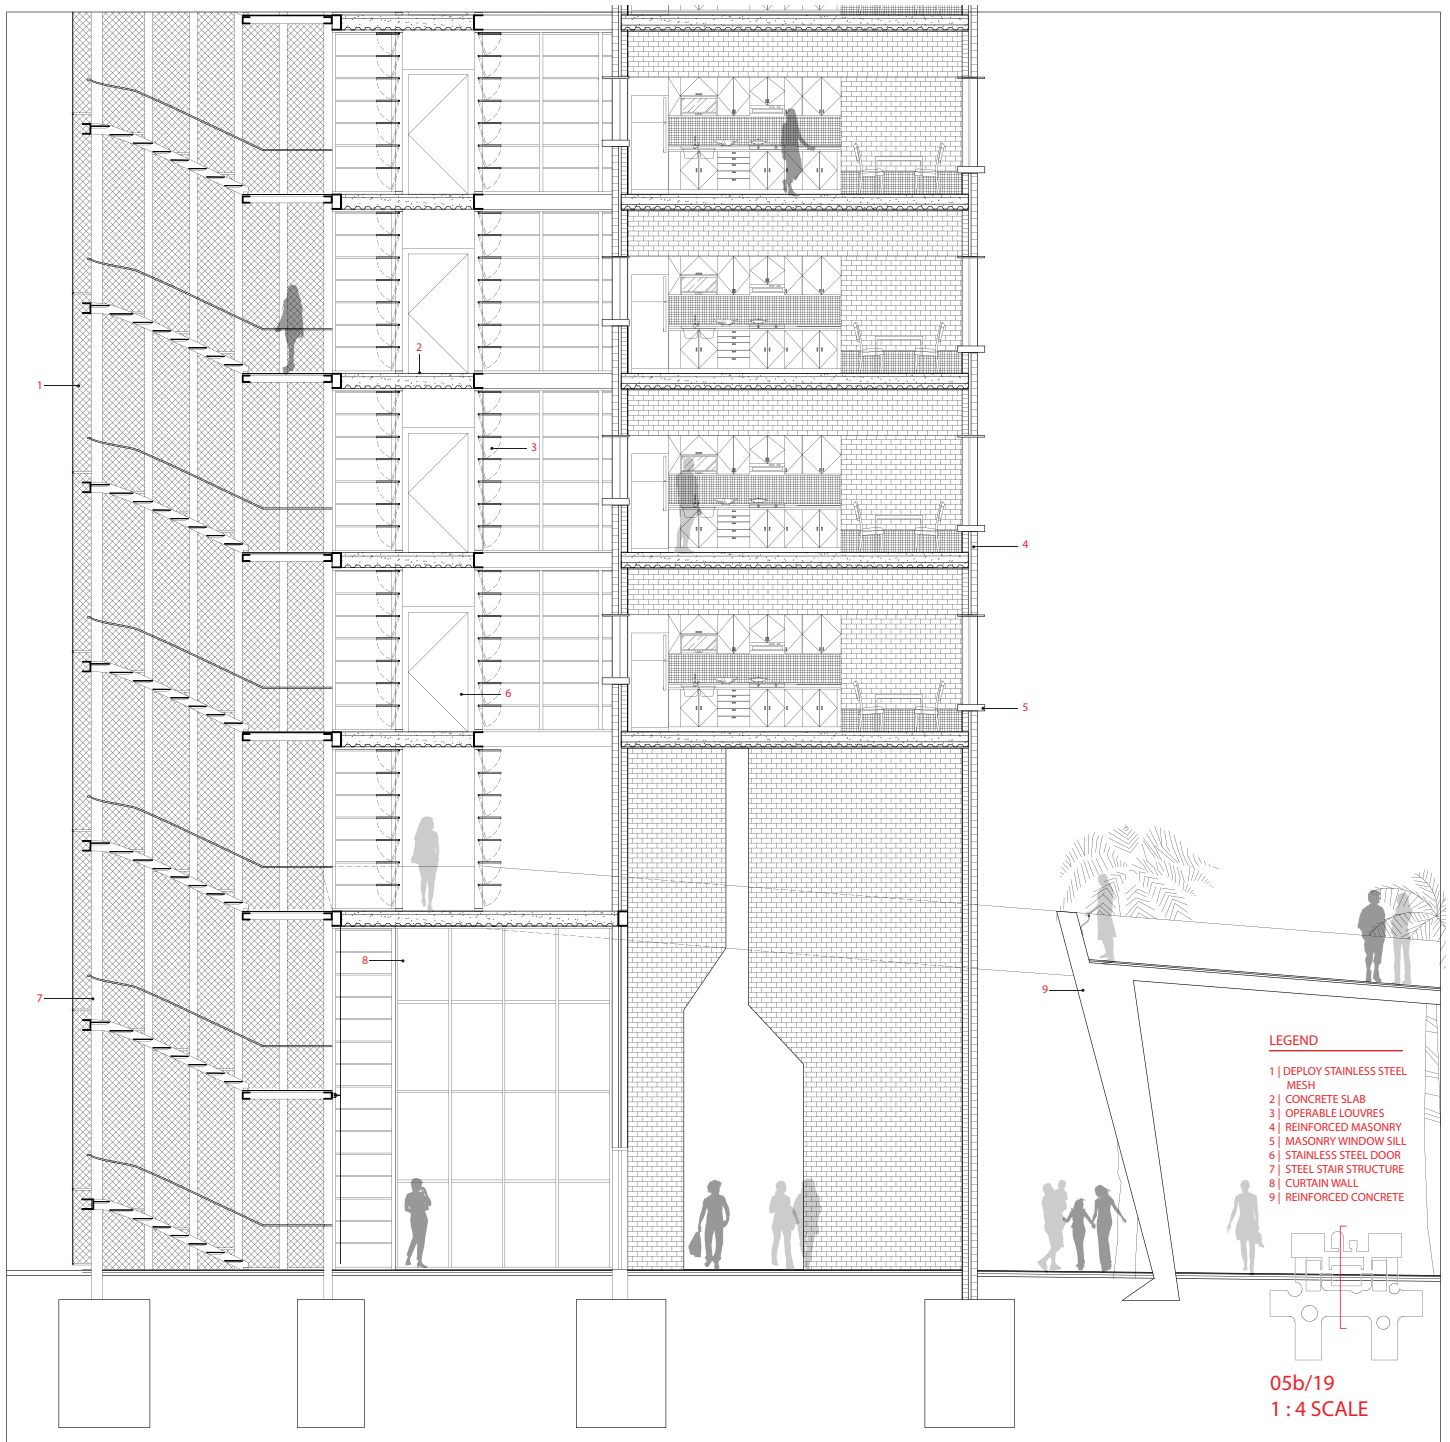 1
2
3
4
5
6
7
8
9
LEGEND
1 | DEPLOY STAINLESS STEEL
MESH
2 | CONCRETE SLAB
3 | OPERABLE LOUVRES
4 | REINFORCED MASONRY
5 | MASONRY WINDOW SILL
6 | STAINLESS STEEL DOOR
7 | STEEL STAIR STRUCTURE
8 | CURTAIN WALL
9 | REINFORCED CONCRETE
05b/19
1 : 4 SCALE